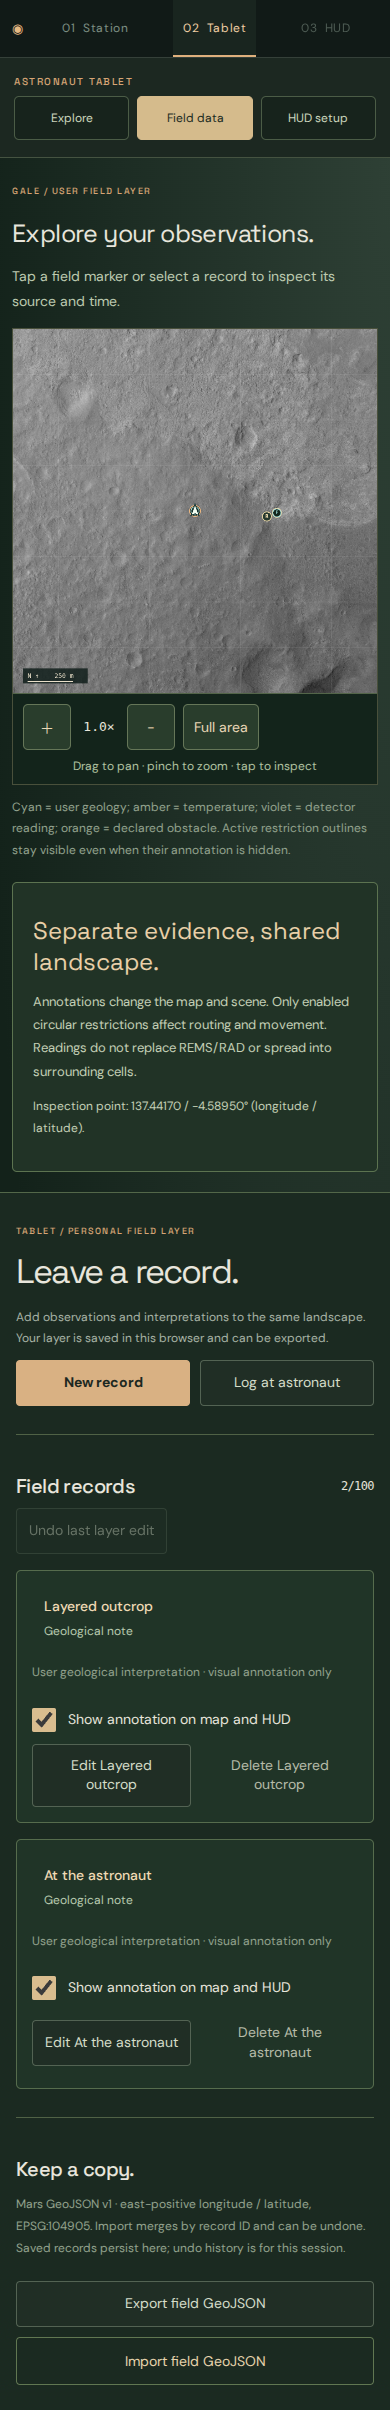 01 Station
02 Tablet
03 HUD
ASTRONAUT TABLET
Explore
Field data
HUD setup
GALE / USER FIELD LAYER
Explore your observations.
Tap a field marker or select a record to inspect its
source and time.
N ↑ 250 m
+
1.0×
-
Full area
Drag to pan · pinch to zoom · tap to inspect
Cyan = user geology; amber = temperature; violet = detector
reading; orange = declared obstacle. Active restriction outlines
stay visible even when their annotation is hidden.
Separate evidence, shared
landscape.
Annotations change the map and scene. Only enabled
circular restrictions affect routing and movement.
Readings do not replace REMS/RAD or spread into
surrounding cells.
Inspection point: 137.44170 / -4.58950° (longitude /
latitude).
TABLET / PERSONAL FIELD LAYER
Leave a record.
Add observations and interpretations to the same landscape.
Your layer is saved in this browser and can be exported.
New record
Log at astronaut
Field records
2/100
Undo last layer edit
Layered outcrop
Geological note
User geological interpretation · visual annotation only
Show annotation on map and HUD
Edit Layered
outcrop
Delete Layered
outcrop
At the astronaut
Geological note
User geological interpretation · visual annotation only
Show annotation on map and HUD
Edit At the astronaut
Delete At the
astronaut
Keep a copy.
Mars GeoJSON v1 · east-positive longitude / latitude,
EPSG:104905. Import merges by record ID and can be undone.
Saved records persist here; undo history is for this session.
Export field GeoJSON
Import field GeoJSON